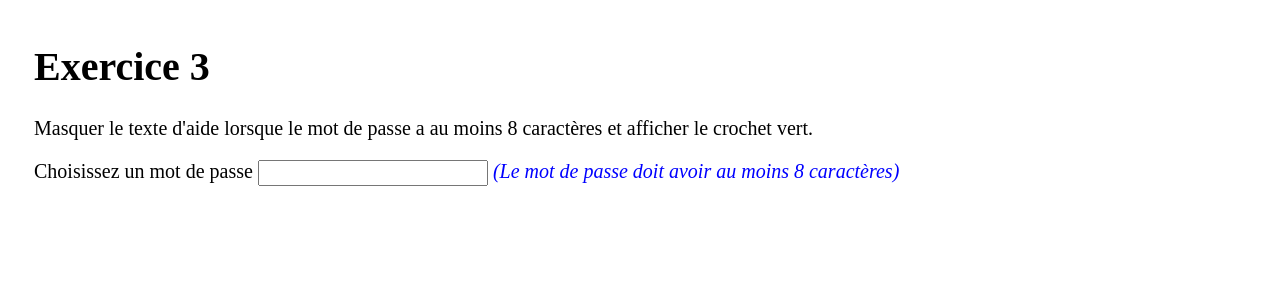 Exercice 3
Masquer le texte d'aide lorsque le mot de passe a au moins 8 caractères et afficher le crochet vert.
Choisissez un mot de passe (Le mot de passe doit avoir au moins 8 caractères)